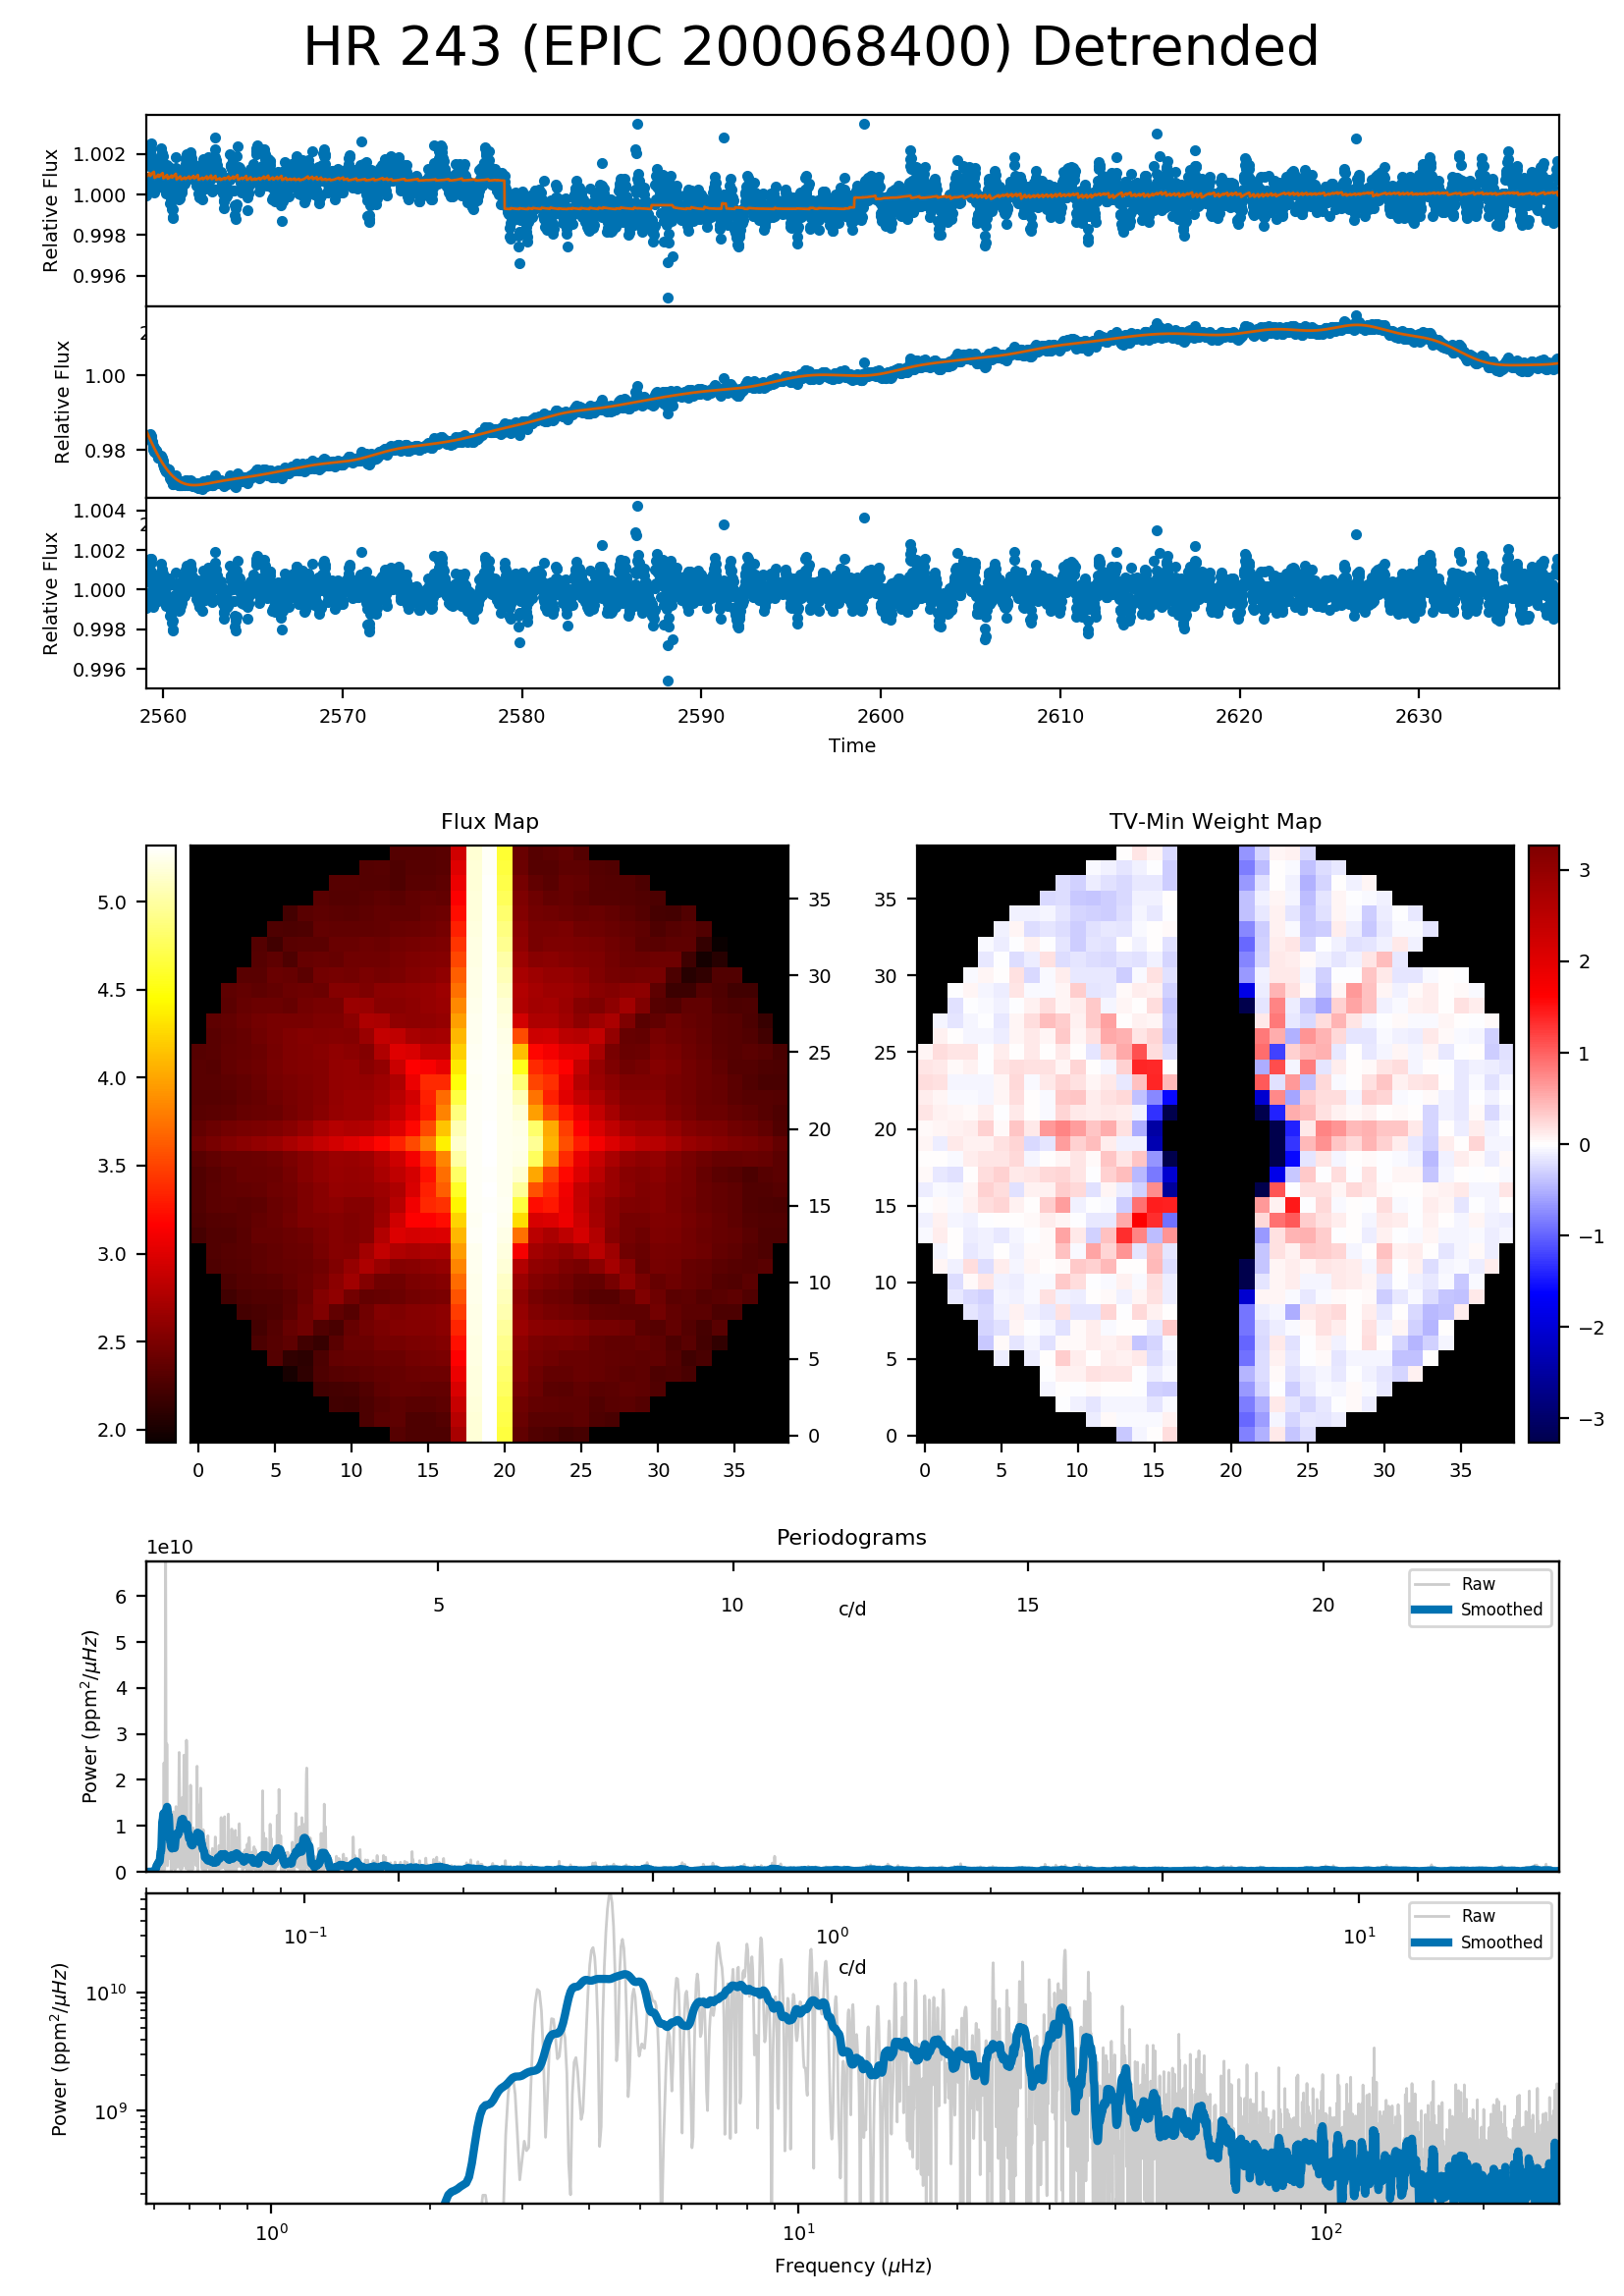 HR 243 (EPIC 200068400) Detrended
Relative Flux
1.002
1.000
0.998
0.996
Relative Flux
1.00
0.98
Relative Flux
1.004
1.002
1.000
0.998
0.996
2560 2570 2580 2590 2600 2610 2620 2630
Time
Flux Map
5.0
4.5
4.0
3.5
3.0
2.5
2.0
35
30
25
20
15
10
5
0
0 5 10 15 20 25 30 35
TV-Min Weight Map
35
30
25
20
15
10
5
0
0 5 10 15 20 25 30 35
3
2
1
0
−1
−2
−3
Periodograms
1e10
Power (ppm²/μHz)
6
5
4
3
2
1
0
5 10 15 20
c/d
Raw
Smoothed
Power (ppm²/μHz)
10¹⁰
10⁹
10⁻¹ 10⁰ 10¹
c/d
Raw
Smoothed
10⁰ 10¹ 10²
Frequency (μHz)